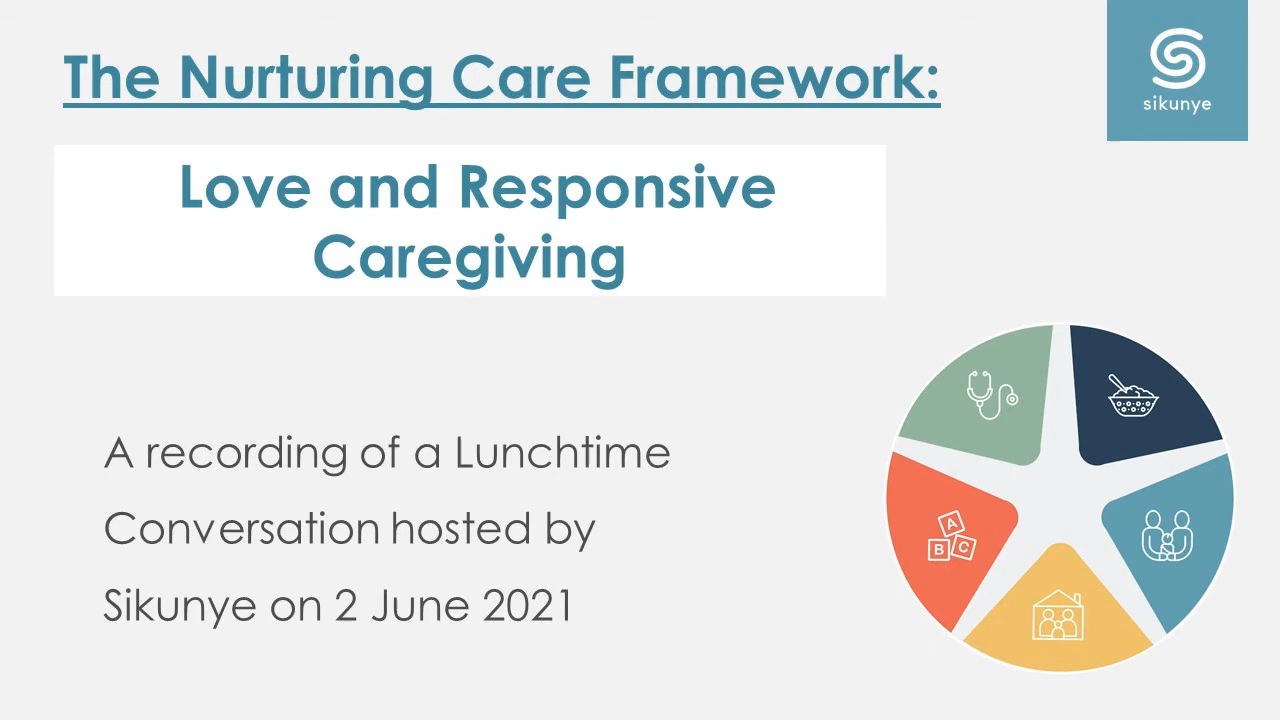 The Nurturing Care Framework:
sikunye
Love and Responsive
Caregiving
A recording of a Lunchtime
Conversation hosted by
Sikunye on 2 June 2021
A
B C